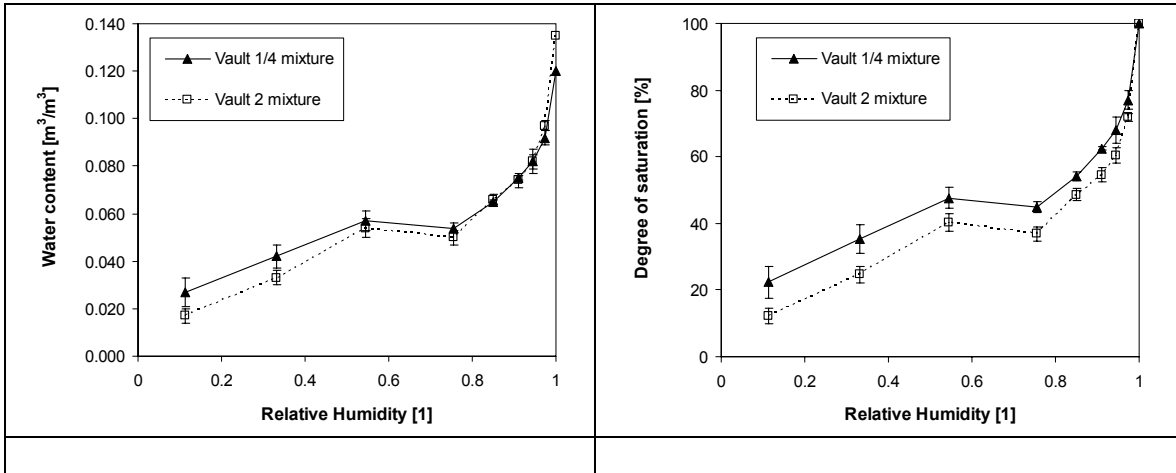 0.140
0.120
0.100
0.080
0.060
0.040
0.020
0.000
Water content [m³/m³]
Vault 1/4 mixture
Vault 2 mixture
0 0.2 0.4 0.6 0.8 1
Relative Humidity [1]
100
80
60
40
20
0
Degree of saturation [%]
Vault 1/4 mixture
Vault 2 mixture
0 0.2 0.4 0.6 0.8 1
Relative Humidity [1]